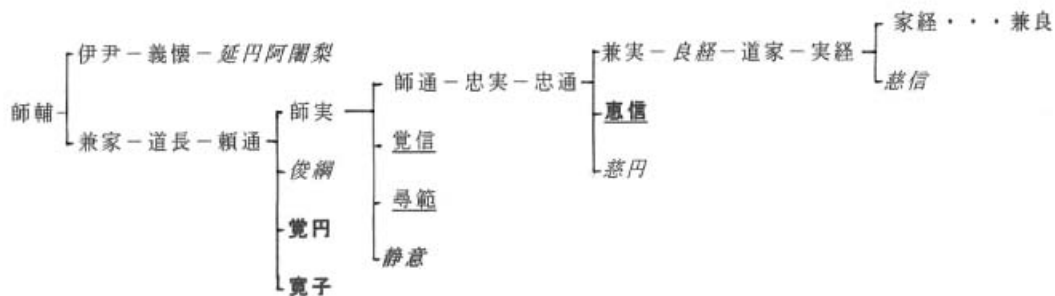 家経・・・兼良
伊尹－義懐－延円阿闍梨
兼実－良経－道家－実経
師通－忠実－忠通
慈信
師輔
師実
恵信
兼家－道長－頼通
覚信
俊綱
慈円
尋範
覚円
静意
寛子